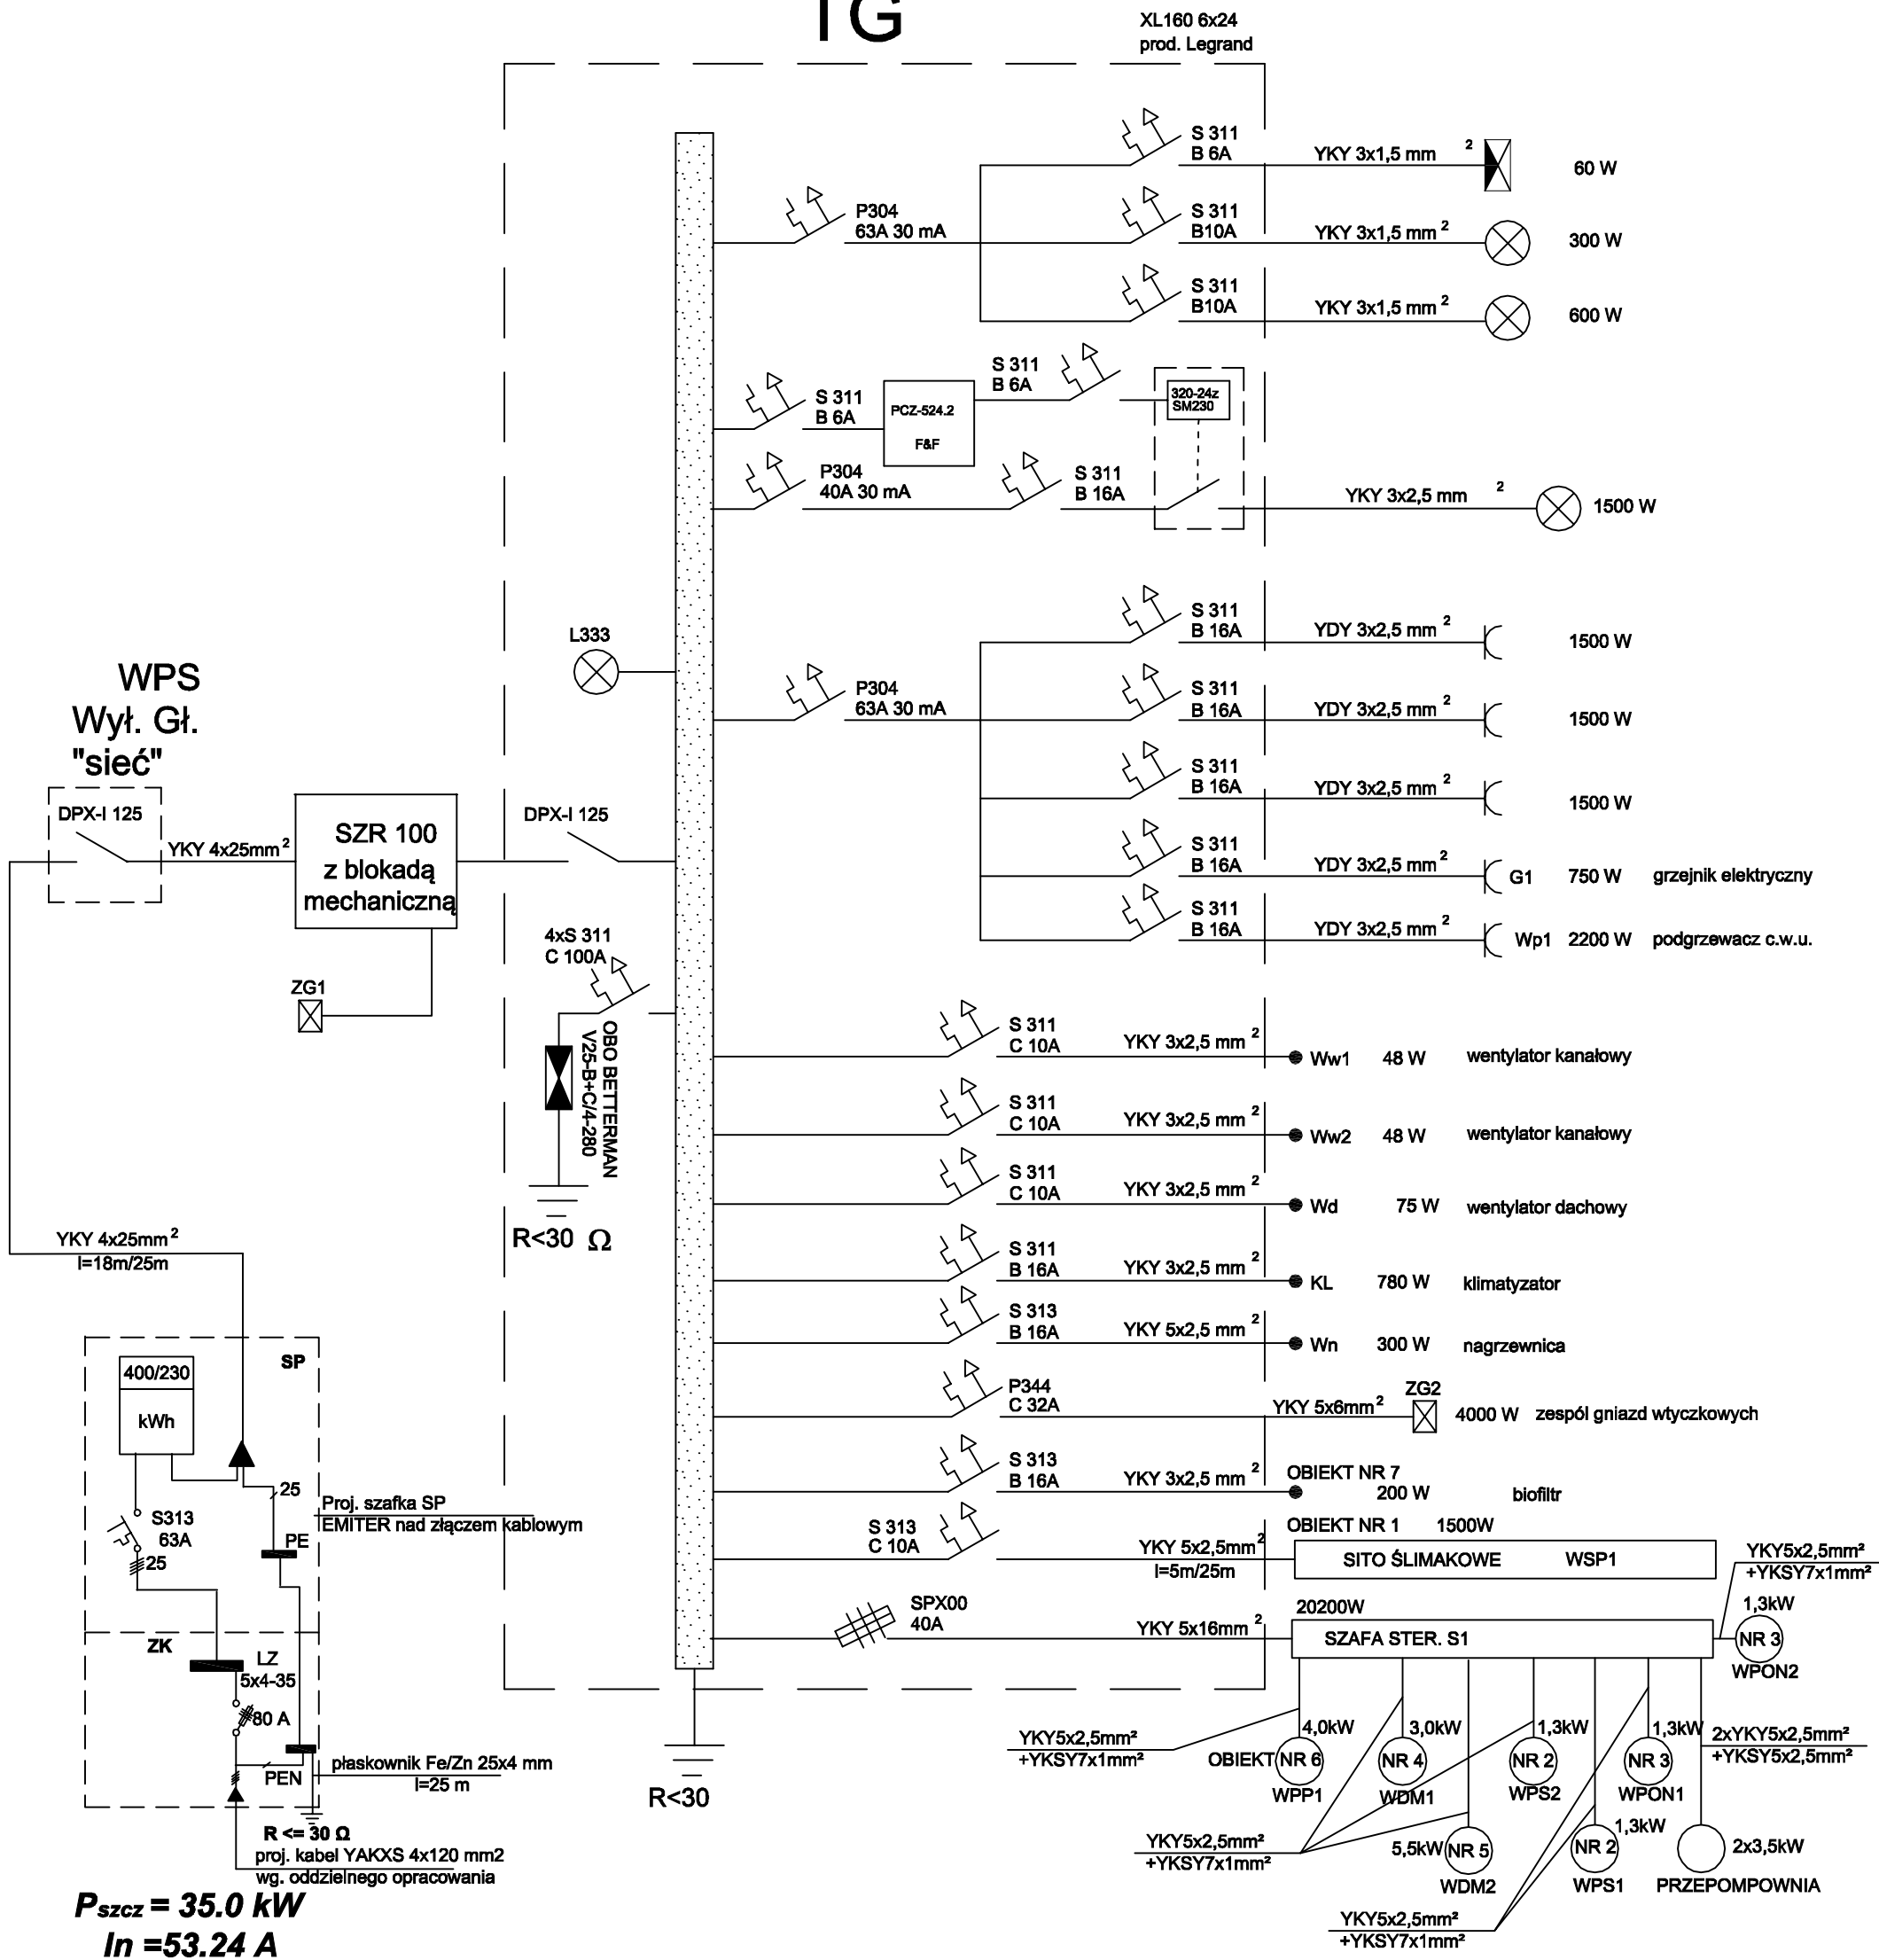 TG
XL160 6x24
prod. Legrand
S 311
B 6A
YKY 3x1,5 mm 2
60 W
P304
63A 30 mA
S 311
B10A
YKY 3x1,5 mm 2
300 W
S 311
B10A
YKY 3x1,5 mm 2
600 W
S 311
B 6A
PCZ-524.2
F&F
S 311
B 6A
320-24z
SM230
P304
40A 30 mA
S 311
B 16A
YKY 3x2,5 mm 2
1500 W
L333
P304
63A 30 mA
S 311
B 16A
YDY 3x2,5 mm 2
1500 W
S 311
B 16A
YDY 3x2,5 mm 2
1500 W
S 311
B 16A
YDY 3x2,5 mm 2
1500 W
S 311
B 16A
YDY 3x2,5 mm 2
G1 750 W grzejnik elektryczny
S 311
B 16A
YDY 3x2,5 mm 2
Wp1 2200 W podgrzewacz c.w.u.
WPS
Wył. Gł.
"sieć"
DPX-I 125
YKY 4x25mm 2
SZR 100
z blokadą
mechaniczną
DPX-I 125
ZG1
4xS 311
C 100A
OBO BETTERMAN
V25-B+C/4-280
R<30 Ω
S 311
C 10A
YKY 3x2,5 mm 2
Ww1 48 W wentylator kanałowy
S 311
C 10A
YKY 3x2,5 mm 2
Ww2 48 W wentylator kanałowy
S 311
C 10A
YKY 3x2,5 mm 2
Wd 75 W wentylator dachowy
S 311
B 16A
YKY 3x2,5 mm 2
KL 780 W klimatyzator
S 313
B 16A
YKY 5x2,5 mm 2
Wn 300 W nagrzewnica
P344
C 32A
YKY 5x6mm 2
ZG2
4000 W zespól gniazd wtyczkowych
S 313
B 16A
YKY 3x2,5 mm 2
OBIEKT NR 7
200 W biofiltr
S 313
C 10A
YKY 5x2,5mm 2
l=5m/25m
OBIEKT NR 1 1500W
SITO ŚLIMAKOWE WSP1
SPX00
40A
YKY 5x16mm 2
20200W
SZAFA STER. S1
YKY5x2,5mm²
+YKSY7x1mm²
1,3kW
NR 3
WPON2
YKY5x2,5mm²
+YKSY7x1mm²
4,0kW
OBIEKT NR 6
WPP1
3,0kW
NR 4
WDM1
1,3kW
NR 2
WPS2
1,3kW
NR 3
WPON1
2xYKY5x2,5mm²
+YKSY5x2,5mm²
YKY5x2,5mm²
+YKSY7x1mm²
5,5kW NR 5
WDM2
1,3kW
NR 2
WPS1
2x3,5kW
PRZEPOMPOWNIA
YKY5x2,5mm²
+YKSY7x1mm²
R<30
YKY 4x25mm 2
l=18m/25m
SP
400/230
kWh
25
S313
63A
25
PE
Proj. szafka SP
EMITER nad złączem kablowym
ZK
LZ
5x4-35
80 A
PEN
płaskownik Fe/Zn 25x4 mm
l=25 m
R <= 30 Ω
proj. kabel YAKXS 4x120 mm2
wg. oddzielnego opracowania
Pszcz = 35.0 kW
In =53.24 A